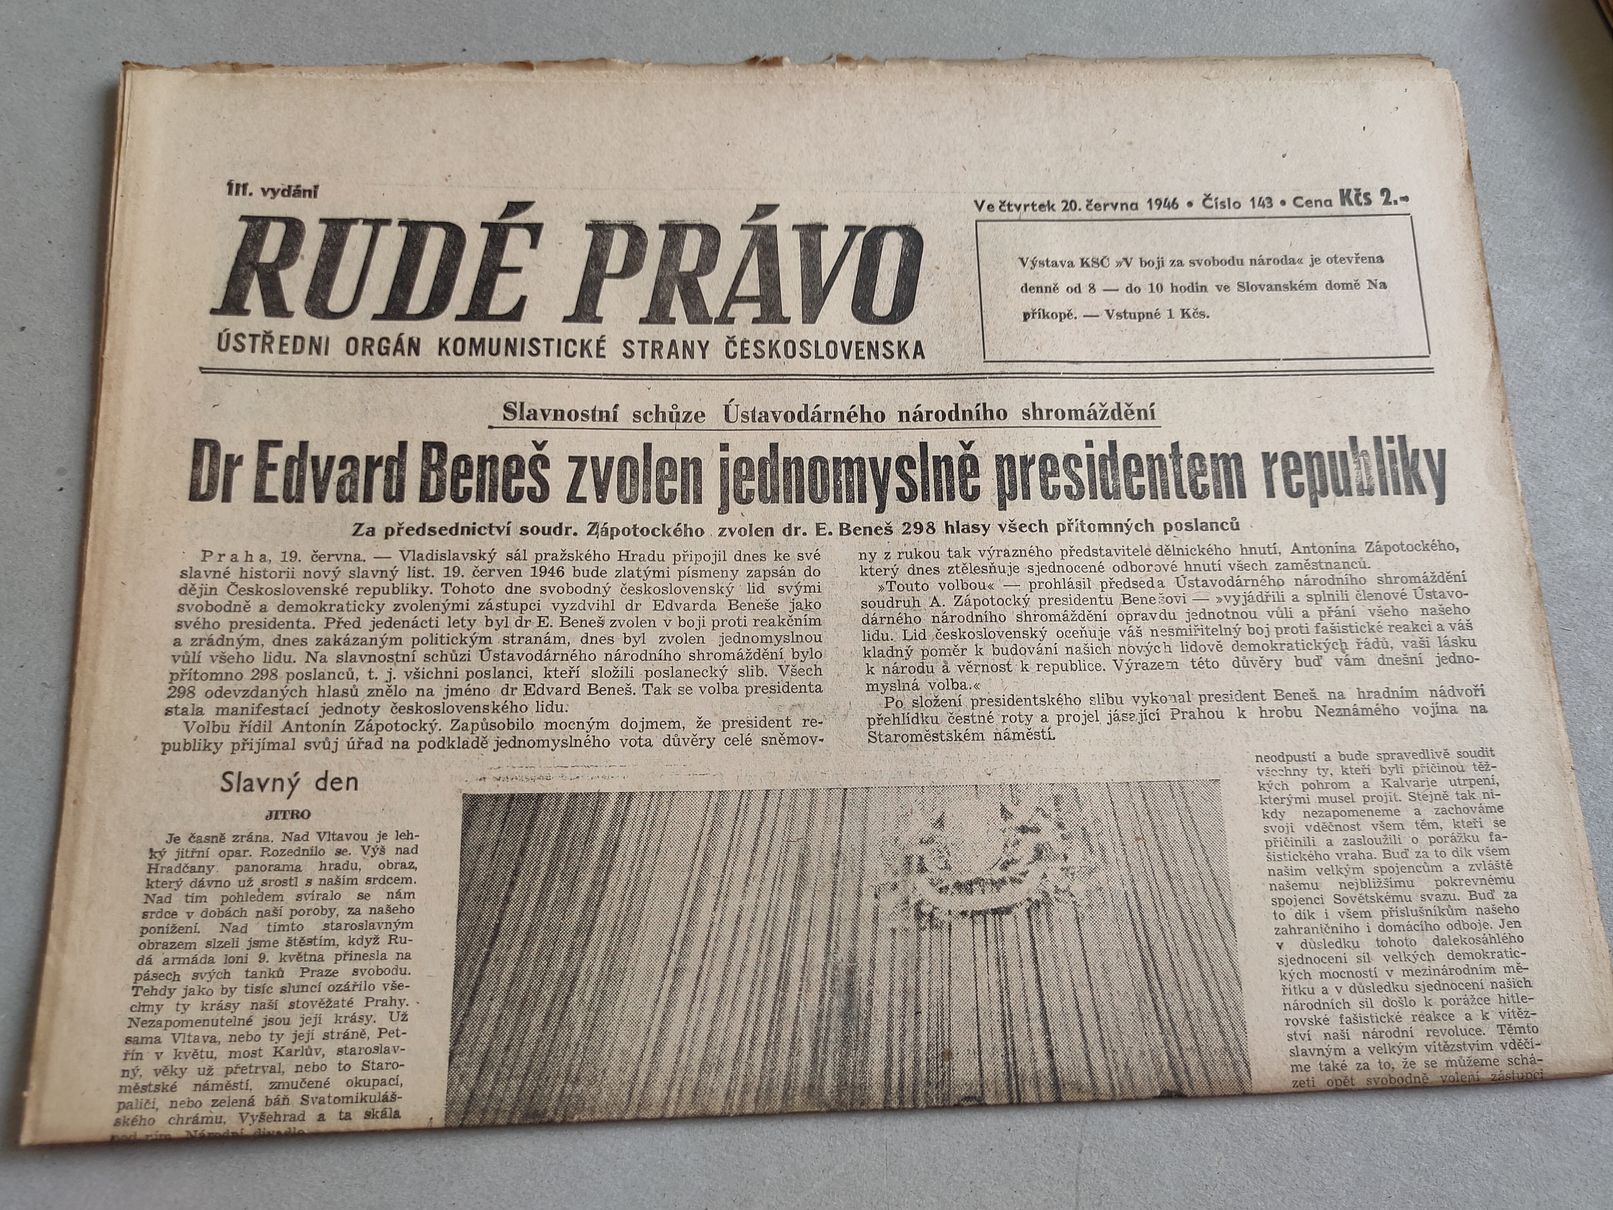 III. vydání
RUDÉ PRÁVO
ÚSTŘEDNI ORGÁN KOMUNISTICKÉ STRANY ČESKOSLOVENSKA
Ve čtvrtek 20. června 1946 • Číslo 143 • Cena Kčs 2.-
Výstava KSČ »V boji za svobodu národa« je otevřena
denně od 8 — do 10 hodin ve Slovanském domě Na
příkopě. — Vstupné 1 Kčs.
Slavnostní schůze Ústavodárného národního shromáždění
Dr Edvard Beneš zvolen jednomyslně presidentem republiky
Za předsednictví soudr. Zápotockého zvolen dr. E. Beneš 298 hlasy všech přítomných poslanců
Praha, 19. června. — Vladislavský sál pražského Hradu připojil dnes ke své
slavné historii nový slavný list. 19. červen 1946 bude zlatými písmeny zapsán do
dějin Československé republiky. Tohoto dne svobodný československý lid svými
svobodně a demokraticky zvolenými zástupci vyzdvihl dr Edvarda Beneše jako
svého presidenta. Před jedenácti lety byl dr E. Beneš zvolen v boji proti reakčním
a zrádným, dnes zakázaným politickým stranám, dnes byl zvolen jednomyslnou
vůlí všeho lidu. Na slavnostní schůzi Ústavodárného národního shromáždění bylo
přítomno 298 poslanců, t. j. všichni poslanci, kteří složili poslanecký slib. Všech
298 odevzdaných hlasů znělo na jméno dr Edvard Beneš. Tak se volba presidenta
stala manifestací jednoty československého lidu.
Volbu řídil Antonín Zápotocký. Zapůsobilo mocným dojmem, že president re-
publiky přijímal svůj úřad na podkladě jednomyslného vota důvěry celé sněmov-
ny z rukou tak výrazného představitele dělnického hnutí, Antonína Zápotockého,
který dnes ztělesňuje sjednocené odborové hnutí všech zaměstnanců.
»Touto volbou« — prohlásil předseda Ústavodárného národního shromáždění
soudruh A. Zápotocký presidentu Benešovi — »vyjádřili a splnili členové Ústavo-
dárného národního shromáždění opravdu jednotnou vůli a přání všeho našeho
lidu. Lid československý oceňuje váš nesmiřitelný boj proti fašistické reakci a váš
kladný poměr k budování našich nových lidově demokratických řádů, vaši lásku
k národu a věrnost k republice. Výrazem této důvěry buď vám dnešní jedno-
myslná volba.«
Po složení presidentského slibu vykonal president Beneš na hradním nádvoří
přehlídku čestné roty a projel jásající Prahou k hrobu Neznámého vojína na
Staroměstském náměstí.
Slavný den
JITRO
Je časně zrána. Nad Vltavou je leh-
ký jitřní opar. Rozednilo se. Výš nad
Hradčany panorama hradu, obraz,
který dávno už srostl s naším srdcem.
Nad tím pohledem svíralo se nám
srdce v dobách naší poroby, za našeho
ponížení. Nad tímto staroslavným
obrazem slzeli jsme štěstím, když Ru-
dá armáda loni 9. května přinesla na
pásech svých tanků Praze svobodu.
Tehdy jako by tisíc sluncí ozářilo vše-
chny ty krásy naší stověžaté Prahy.
Nezapomenutelné jsou její krásy. Už
sama Vltava, nebo ty její stráně, Pet-
řín v květu, most Karlův, staroslav-
ný, věky už přetrval, nebo to Staro-
městské náměstí, zmučené okupací,
paliči, nebo zelená báň Svatomikuláš-
ského chrámu, Vyšehrad a ta skála
pod ním, Národní divadlo
neodpustí a bude spravedlivě soudit
všechny ty, kteří byli příčinou těž-
kých pohrom a Kalvarie utrpení,
kterými musel projít. Stejně tak ni-
kdy nezapomeneme a zachováme
svoji vděčnost všem těm, kteří se
přičinili a zasloužili o porážku fa-
šistického vraha. Buď za to dík všem
našim velkým spojencům a zvláště
našemu nejbližšímu pokrevnému
spojenci Sovětskému svazu. Buď za
to dík i všem příslušníkům našeho
zahraničního i domácího odboje. Jen
v důsledku tohoto dalekosáhlého
sjednocení sil velkých demokratic-
kých mocností v mezinárodním mě-
řítku a v důsledku sjednocení našich
národních sil došlo k porážce hitle-
rovské fašistické reakce a k vítěz-
ství naší národní revoluce. Těmto
slavným a velkým vítězstvím vděčí-
me také za to, že se můžeme schá-
zeti opět svobodně volení zástupci